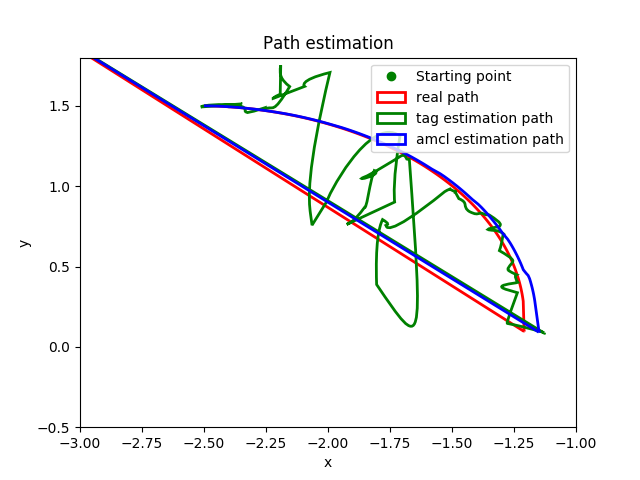 Path estimation
Starting point
real path
tag estimation path
amcl estimation path
y
1.5
1.0
0.5
0.0
−0.5
−3.00 −2.75 −2.50 −2.25 −2.00 −1.75 −1.50 −1.25 −1.00
x